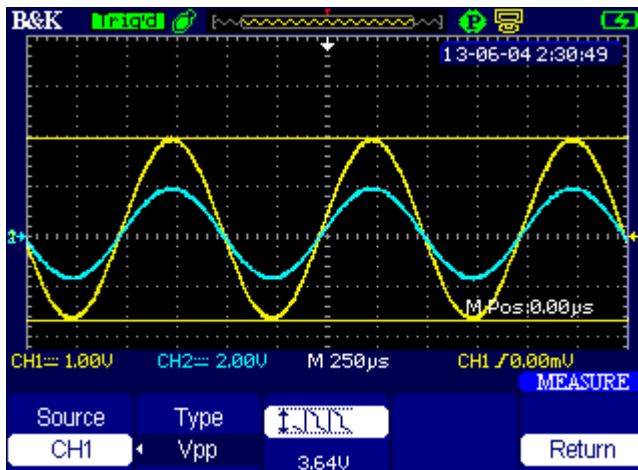 B&K Trig'd P
13-06-04 2:30:49
2
M Pos:0.00µs
CH1 1.00V CH2 2.00V M 250µs CH1 0.00mV
MEASURE
Source Type
CH1 Vpp 3.64V Return